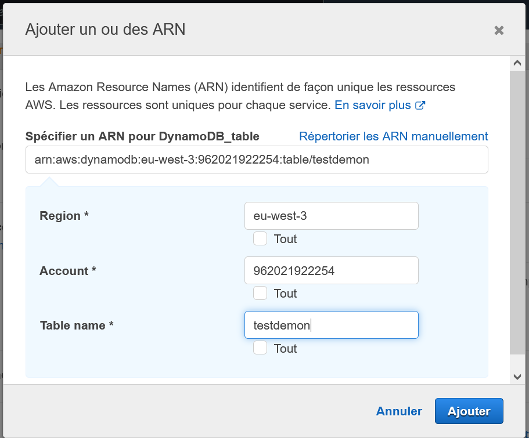 Ajouter un ou des ARN
Les Amazon Resource Names (ARN) identifient de façon unique les ressources
AWS. Les ressources sont uniques pour chaque service. En savoir plus
Spécifier un ARN pour DynamoDB_table Répertorier les ARN manuellement
arn:aws:dynamodb:eu-west-3:962021922254:table/testdemon
Region * eu-west-3
Tout
Account * 962021922254
Tout
Table name * testdemon
Tout
Annuler Ajouter